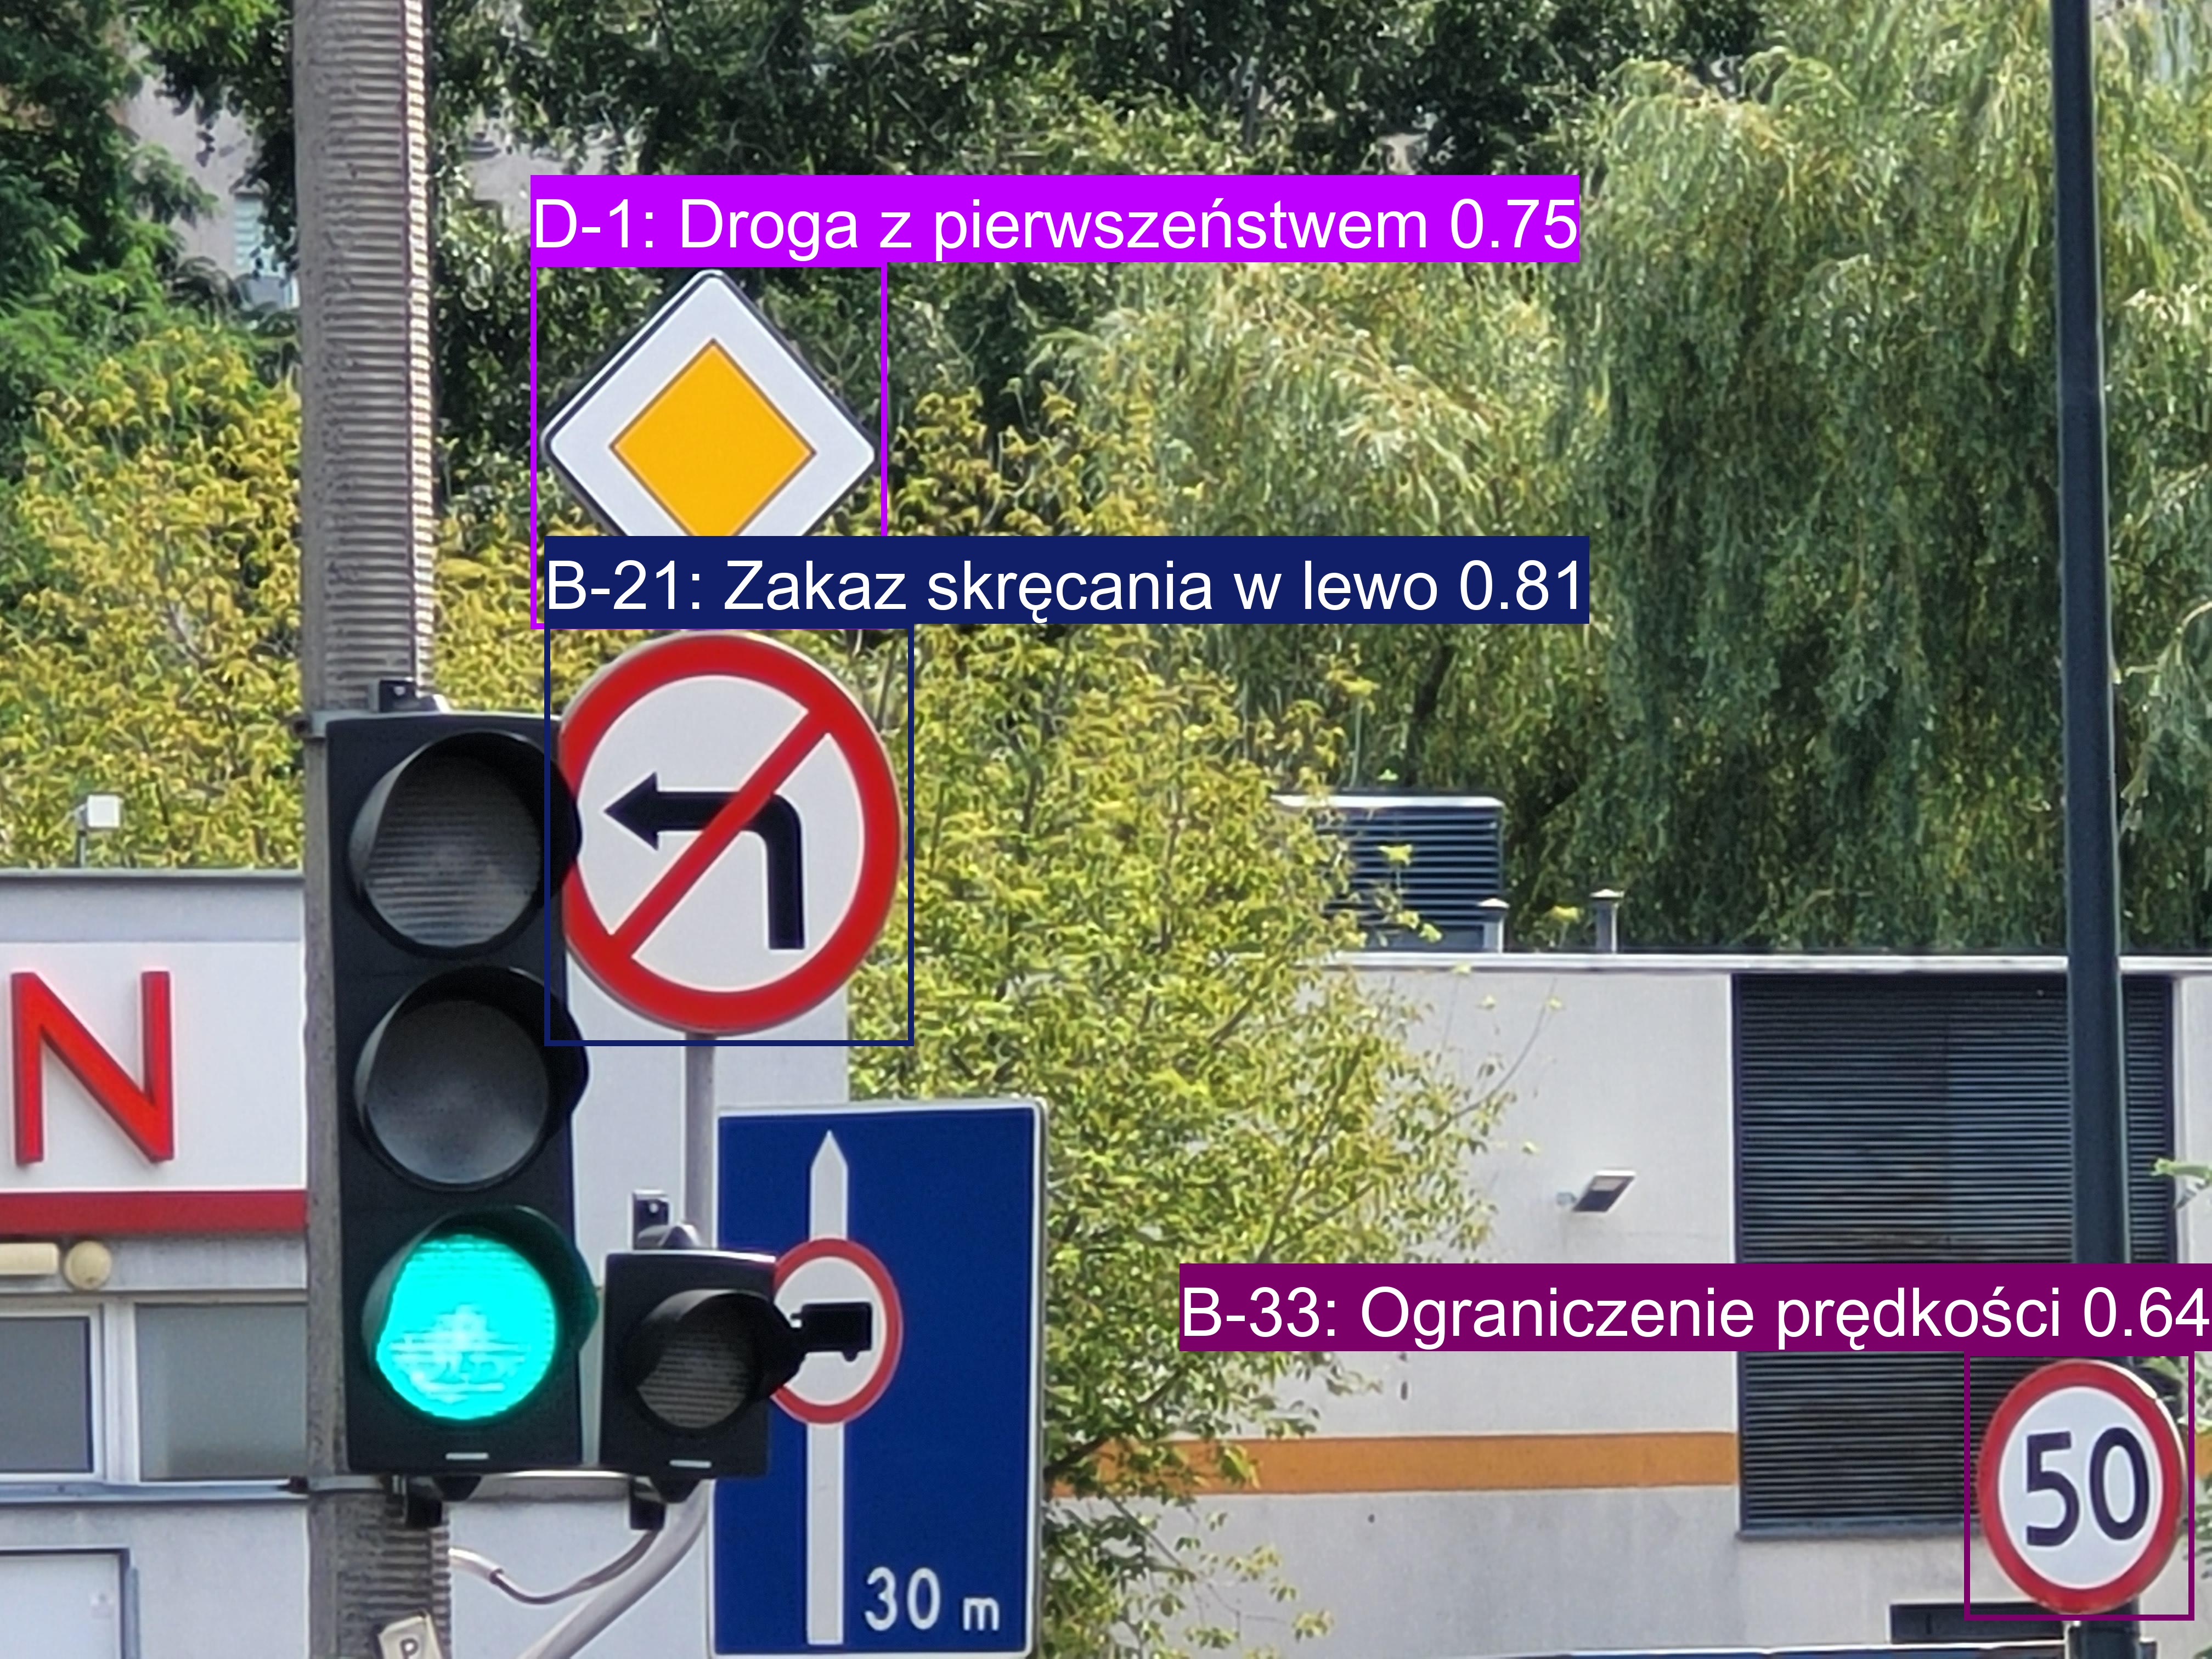 D-1: Droga z pierwszeństwem 0.75
B-21: Zakaz skręcania w lewo 0.81
N
B-33: Ograniczenie prędkości 0.64
50
30 m
P